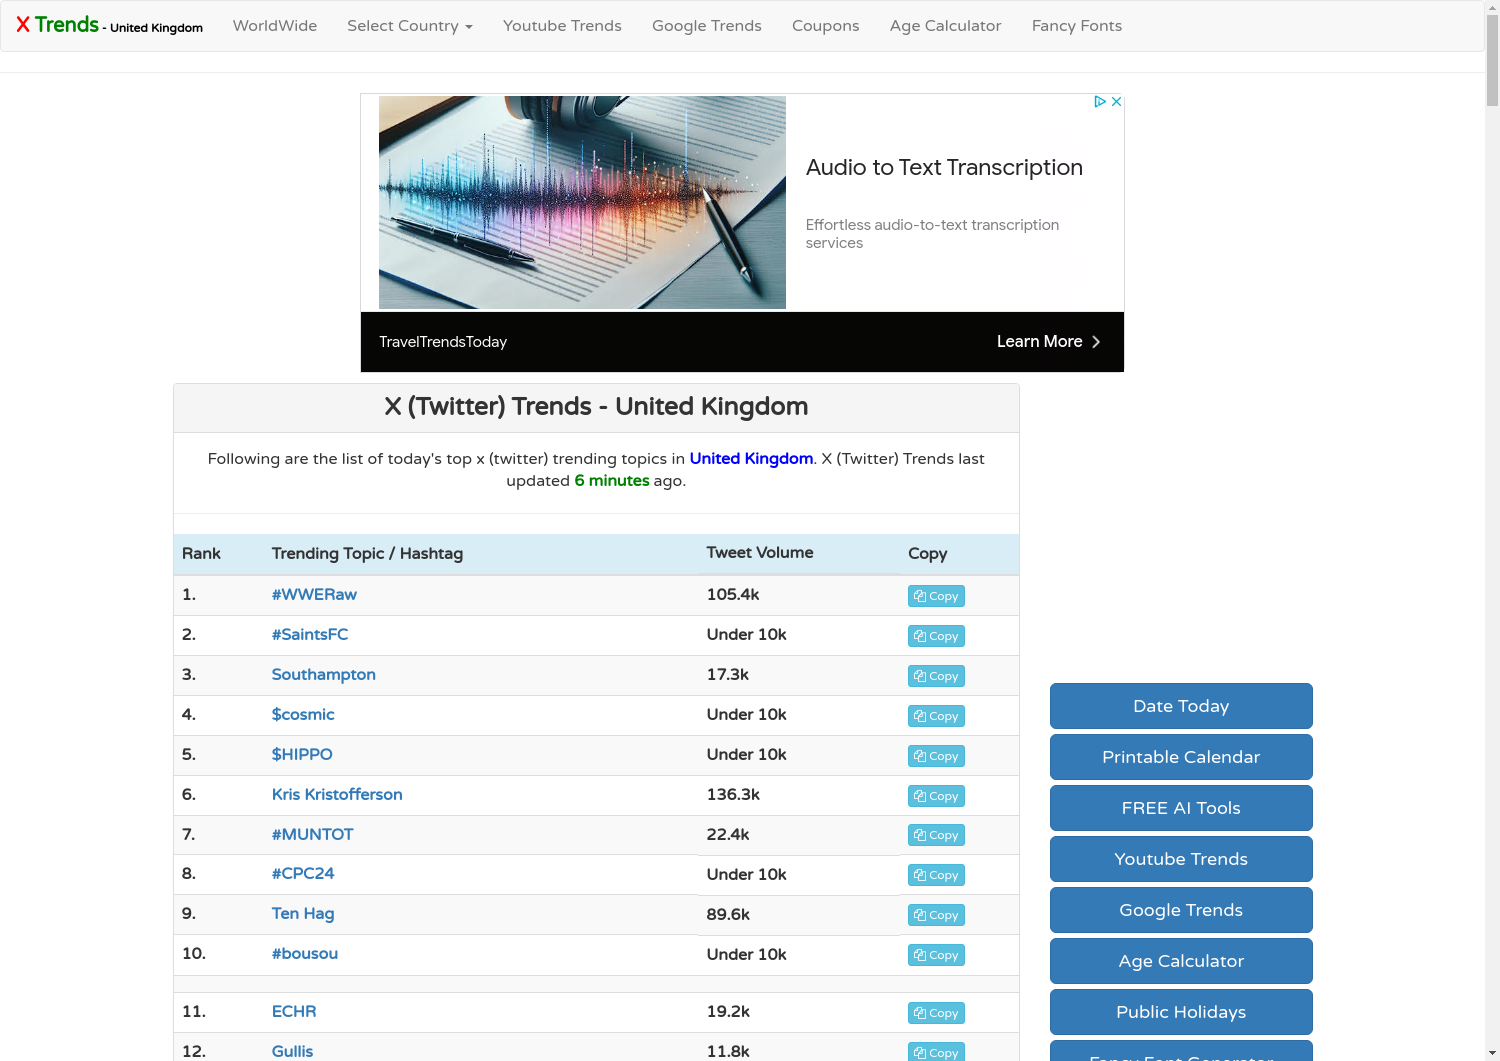 X Trends - United Kingdom WorldWide Select Country Youtube Trends Google Trends Coupons Age Calculator Fancy Fonts
Audio to Text Transcription
Effortless audio-to-text transcription
services
TravelTrendsToday Learn More
X (Twitter) Trends - United Kingdom
Following are the list of today's top x (twitter) trending topics in United Kingdom. X (Twitter) Trends last
updated 6 minutes ago.
Rank Trending Topic / Hashtag Tweet Volume Copy
1. #WWERaw 105.4k Copy
2. #SaintsFC Under 10k Copy
3. Southampton 17.3k Copy
4. $cosmic Under 10k Copy
5. $HIPPO Under 10k Copy
6. Kris Kristofferson 136.3k Copy
7. #MUNTOT 22.4k Copy
8. #CPC24 Under 10k Copy
9. Ten Hag 89.6k Copy
10. #bousou Under 10k Copy
11. ECHR 19.2k Copy
12. Gullis 11.8k Copy
Date Today
Printable Calendar
FREE AI Tools
Youtube Trends
Google Trends
Age Calculator
Public Holidays
Fancy Font Generator